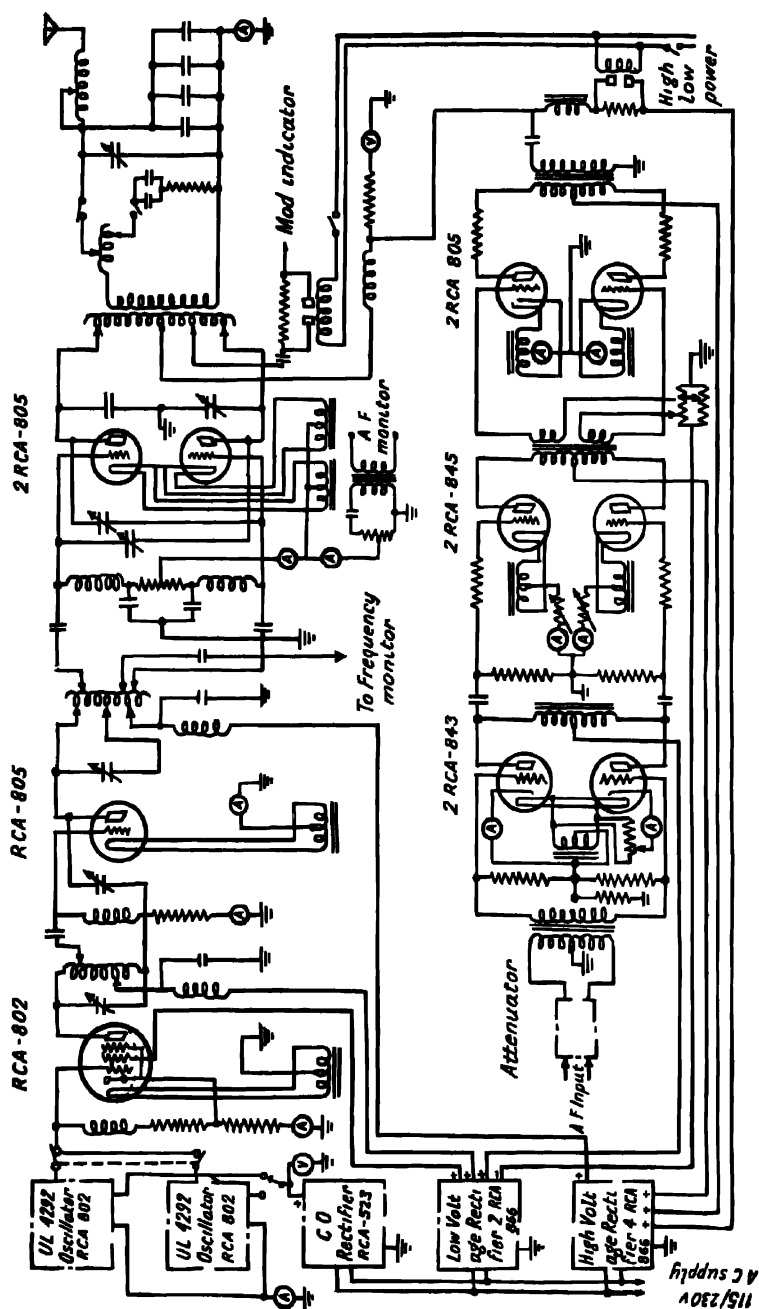 UL 4292
Oscillator
RCA 802
UL 4292
Oscillator
RCA 802
RCA-802
RCA-805
2 RCA-805
Mod indicator
A F
monitor
To Frequency
monitor
High
low
power
C O
Rectifier
RCA-523
Low Volt
age Recti
fier 2 RCA
866
High Volt
age Recti
fier 4 RCA
866
115/230v
A C supply
A F Input
Attenuator
2 RCA-843
2 RCA-845
2 RCA 805
A
A
V
A
A
A
A
A
A
V
A
A
A
A
A
A